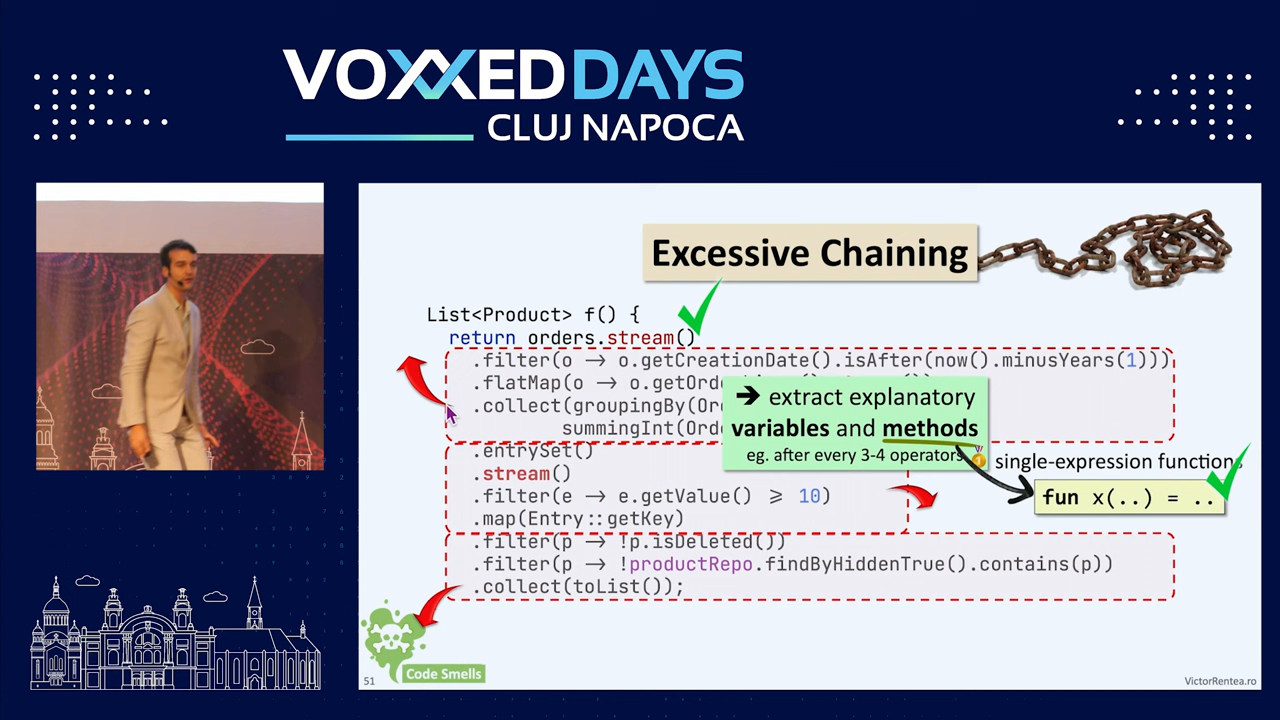 VOXXED DAYS
CLUJ NAPOCA
Excessive Chaining
List<Product> f() {
return orders.stream()
.filter(o → o.getCreationDate().isAfter(now().minusYears(1)))
.flatMap(o → o.getOrde
.collect(groupingBy(Or
summingInt(Ord
.entrySet()
.stream()
.filter(e → e.getValue() ⩾ 10)
.map(Entry::getKey)
.filter(p → !p.isDeleted())
.filter(p → !productRepo.findByHiddenTrue().contains(p))
.collect(toList());
➔ extract explanatory
variables and methods
eg. after every 3-4 operators
single-expression functions
fun x(..) = ..
Code Smells
51
VictorRentea.ro